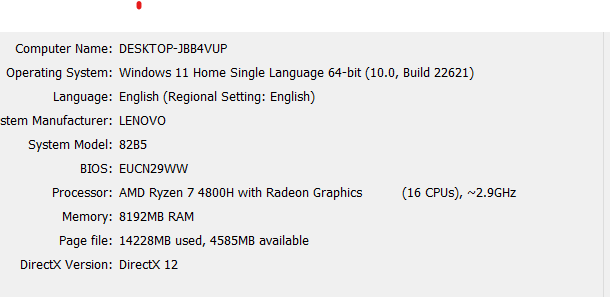 Computer Name: DESKTOP-JBB4VUP
Operating System: Windows 11 Home Single Language 64-bit (10.0, Build 22621)
Language: English (Regional Setting: English)
stem Manufacturer: LENOVO
System Model: 82B5
BIOS: EUCN29WW
Processor: AMD Ryzen 7 4800H with Radeon Graphics (16 CPUs), ~2.9GHz
Memory: 8192MB RAM
Page file: 14228MB used, 4585MB available
DirectX Version: DirectX 12